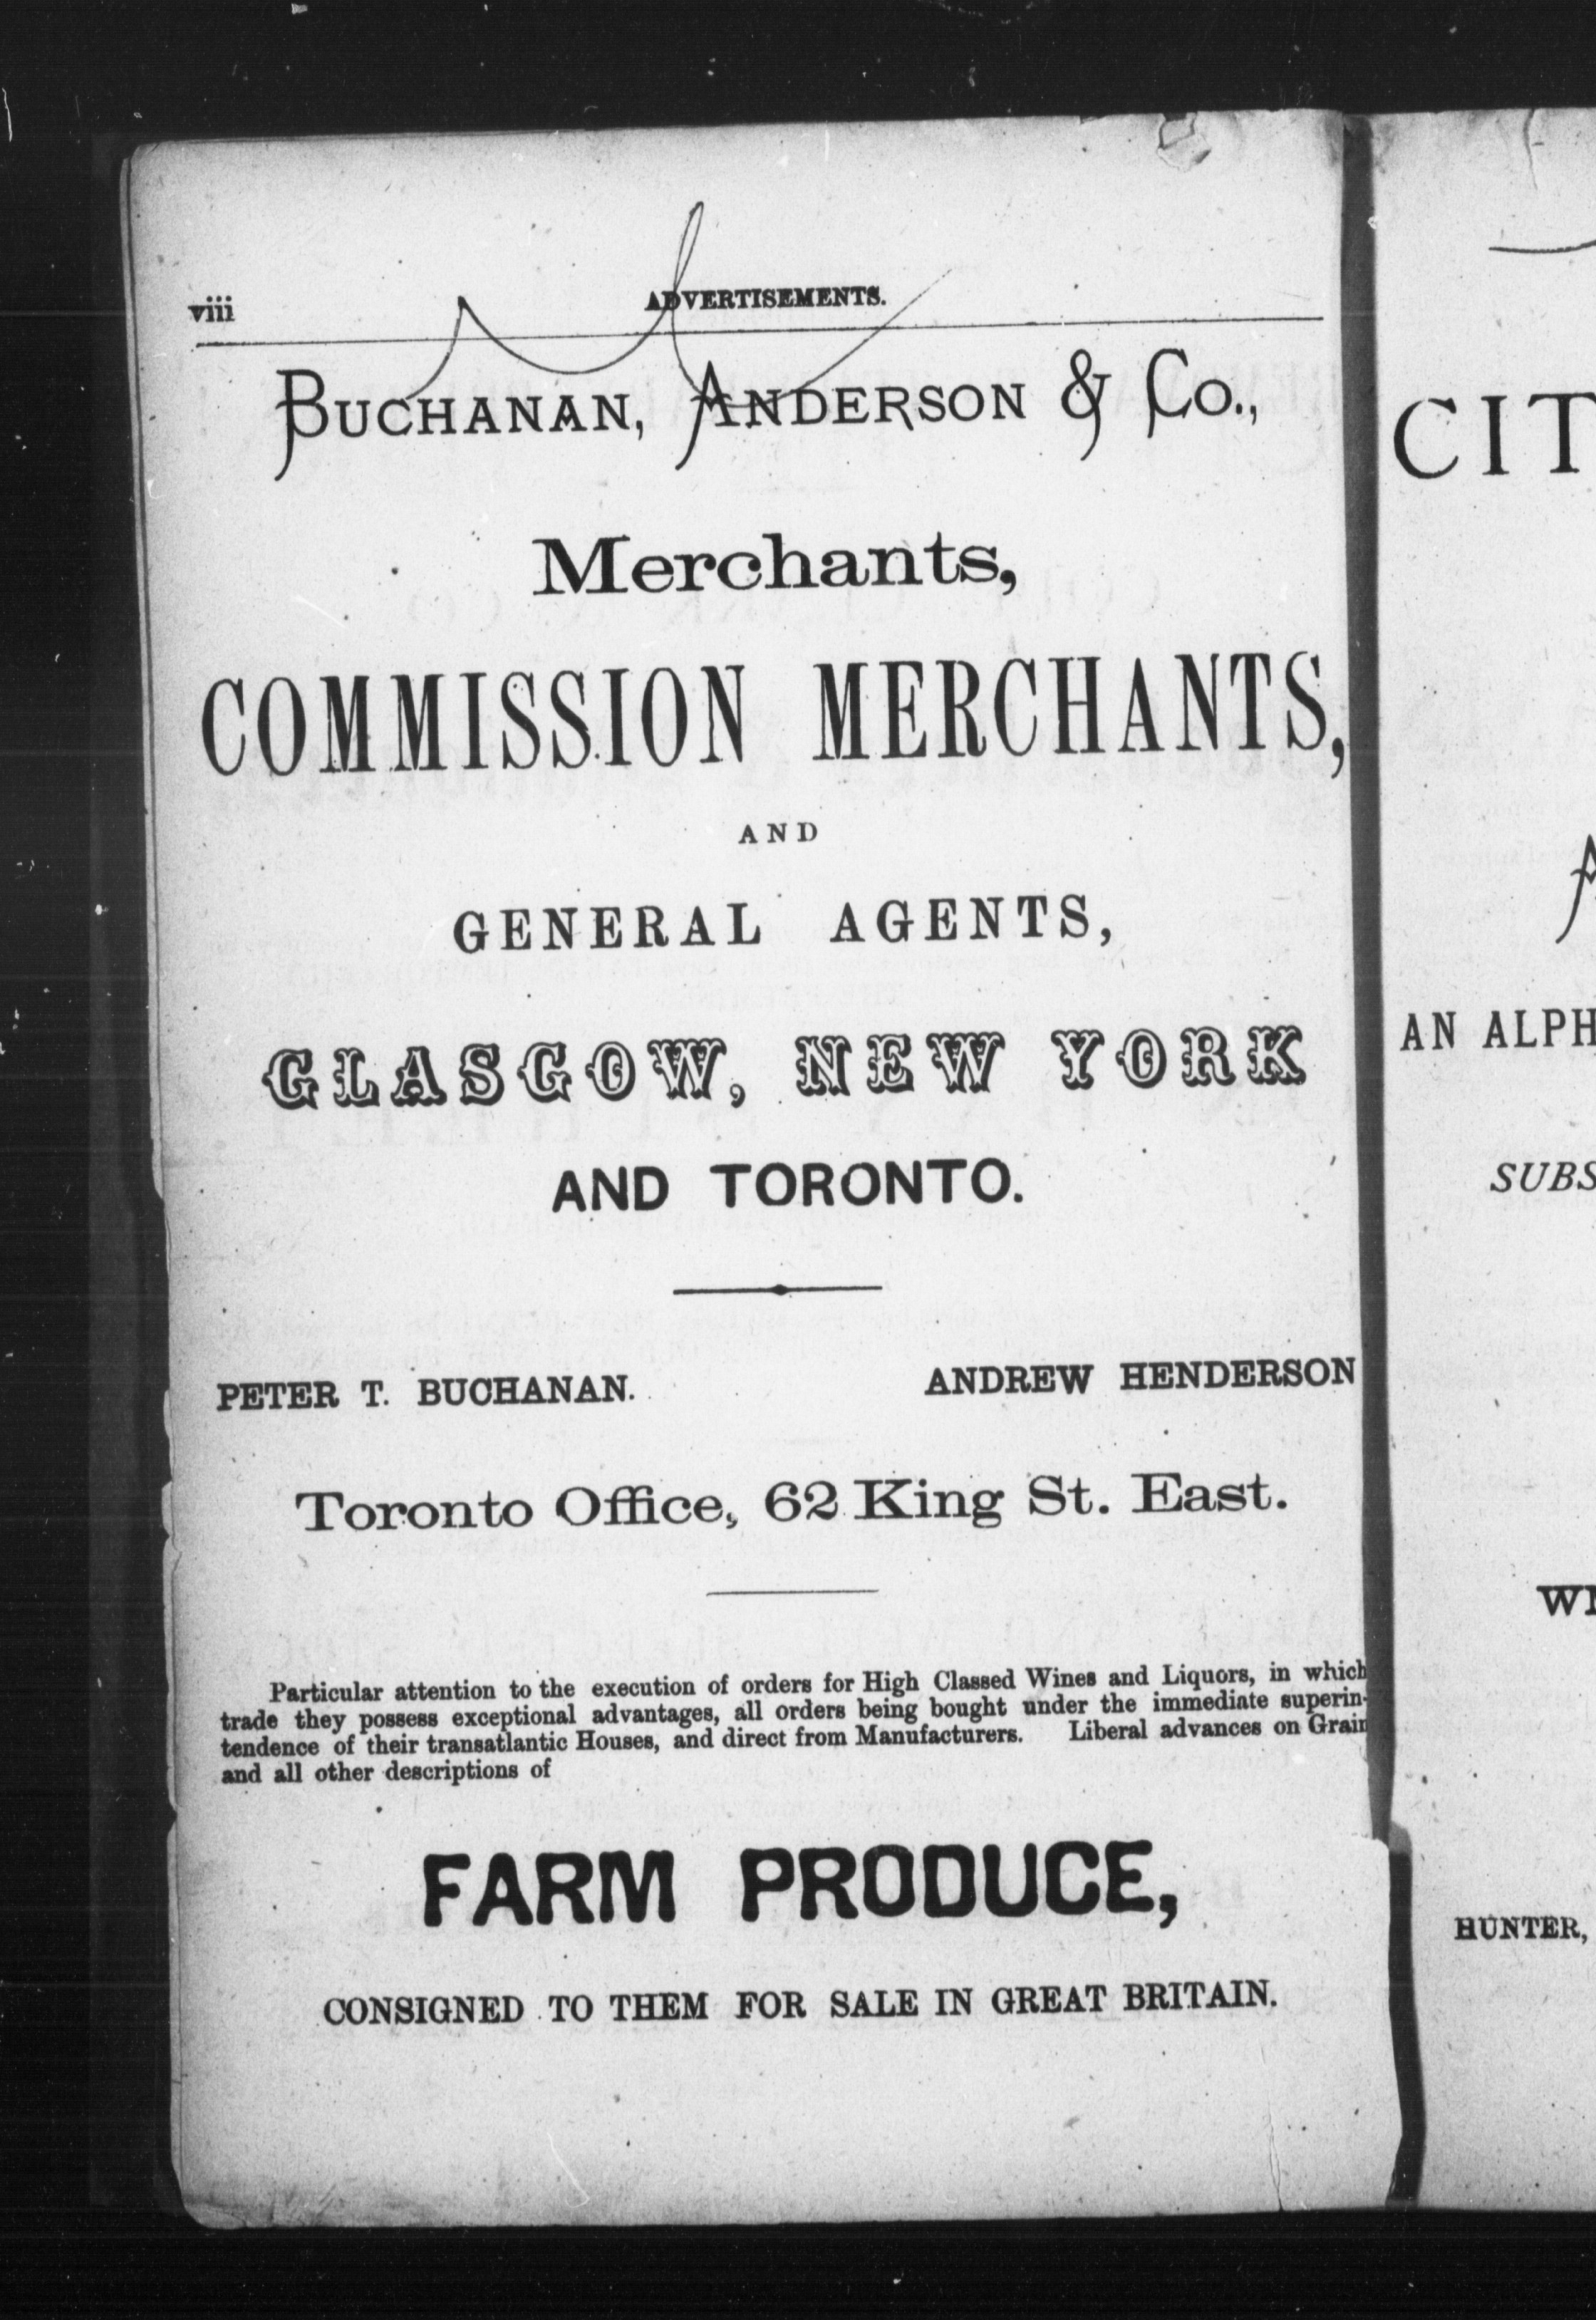 viii
ADVERTISEMENTS.
BUCHANAN, ANDERSON & Co.,
Merchants,
COMMISSION MERCHANTS,
AND
GENERAL AGENTS,
GLASGOW, NEW YORK
AND TORONTO.
PETER T. BUCHANAN. ANDREW HENDERSON
Toronto Office, 62 King St. East.
Particular attention to the execution of orders for High Classed Wines and Liquors, in which
trade they possess exceptional advantages, all orders being bought under the immediate superin-
tendence of their transatlantic Houses, and direct from Manufacturers. Liberal advances on Grain
and all other descriptions of
FARM PRODUCE,
CONSIGNED TO THEM FOR SALE IN GREAT BRITAIN.
CIT
A
AN ALPH
SUBS
HUNTER,